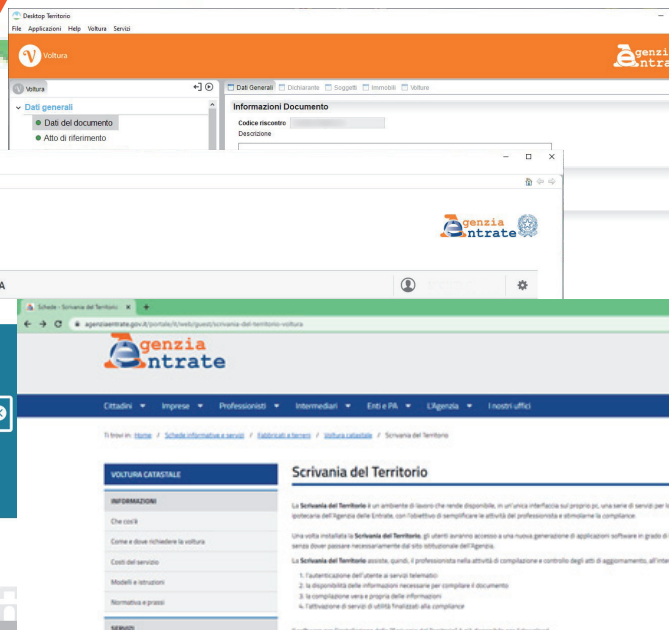 Desktop Territorio
File Applicazioni Help Voltura Servizi
Voltura
Agenzi
ntra
Voltura
Dati Generali Dichiarante Soggetti Immobili Volture
Dati generali
Informazioni Documento
Dati del documento
Codice riscontro
Atto di riferimento
Descrizione
Agenzia
ntrate
A
Schede - Scrivania del Territorio
agenziaentrate.gov.it/portale/it/web/guest/scrivania-del-territorio-voltura
Agenzia
ntrate
Cittadini Imprese Professionisti Intermediari Enti e PA L'Agenzia I nostri uffici
Ti trovi in: Home / Schede informative e servizi / Fabbricati e terreni / Voltura catastale / Scrivania del Territorio
VOLTURA CATASTALE
Scrivania del Territorio
INFORMAZIONI
La Scrivania del Territorio è un ambiente di lavoro che rende disponibile, in un'unica interfaccia sul proprio pc, una serie di servizi per lo
Che cos'è
ipotecaria dell'Agenzia delle Entrate, con l'obiettivo di semplificare le attività del professionista e stimolarne la compliance.
Come e dove richiedere la voltura
Una volta installata la Scrivania del Territorio, gli utenti avranno accesso a una nuova generazione di applicazioni software in grado di
senza dover passare necessariamente dal sito istituzionale dell'Agenzia.
Costi del servizio
La Scrivania del Territorio assiste, quindi, il professionista nella attività di compilazione e controllo degli atti di aggiornamento, all'inte
Modelli e istruzioni
1. l'autenticazione dell'utente ai servizi telematici
2. la disponibilità delle informazioni necessarie per compilare il documento
Normativa e prassi
3. la compilazione vera e propria delle informazioni
4. l'attivazione di servizi di utilità finalizzati alla compliance
SERVIZI